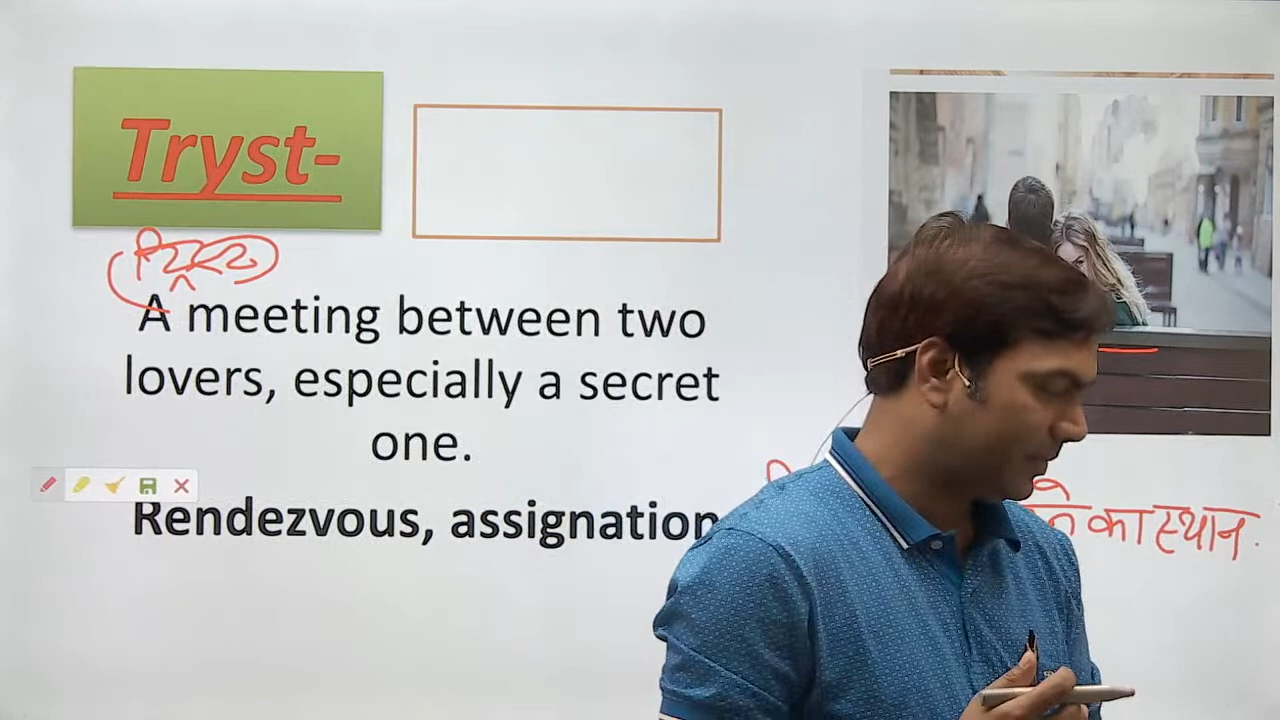 Tryst-
A meeting between two
lovers, especially a secret
one.
Rendezvous, assignation
का स्थान